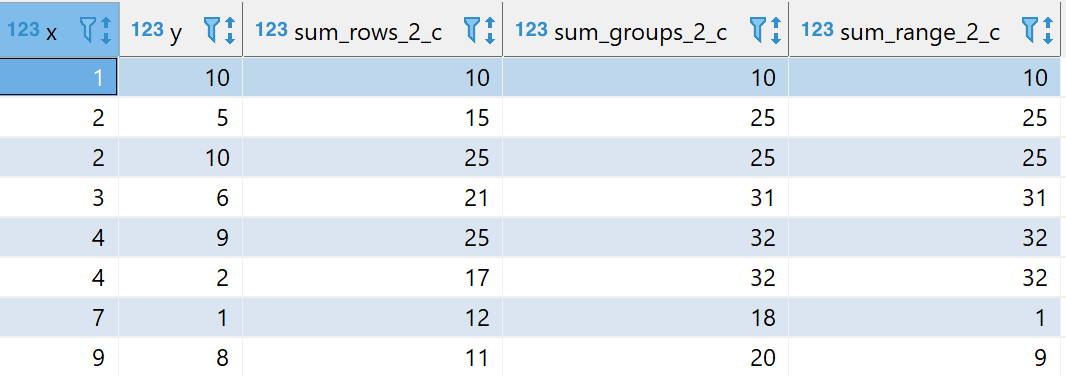 123 x 123 y 123 sum_rows_2_c 123 sum_groups_2_c 123 sum_range_2_c
1 10 10 10 10
2 5 15 25 25
2 10 25 25 25
3 6 21 31 31
4 9 25 32 32
4 2 17 32 32
7 1 12 18 1
9 8 11 20 9